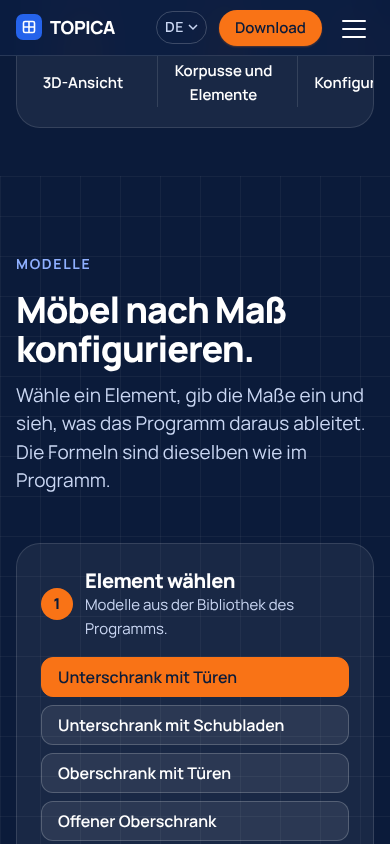 TOPICA
DE
Download
3D-Ansicht
Korpusse und
Elemente
MODELLE
Möbel nach Maß
konfigurieren.
Wähle ein Element, gib die Maße ein und
sieh, was das Programm daraus ableitet.
Die Formeln sind dieselben wie im
Programm.
1
Element wählen
Modelle aus der Bibliothek des
Programms.
Unterschrank mit Türen
Unterschrank mit Schubladen
Oberschrank mit Türen
Offener Oberschrank